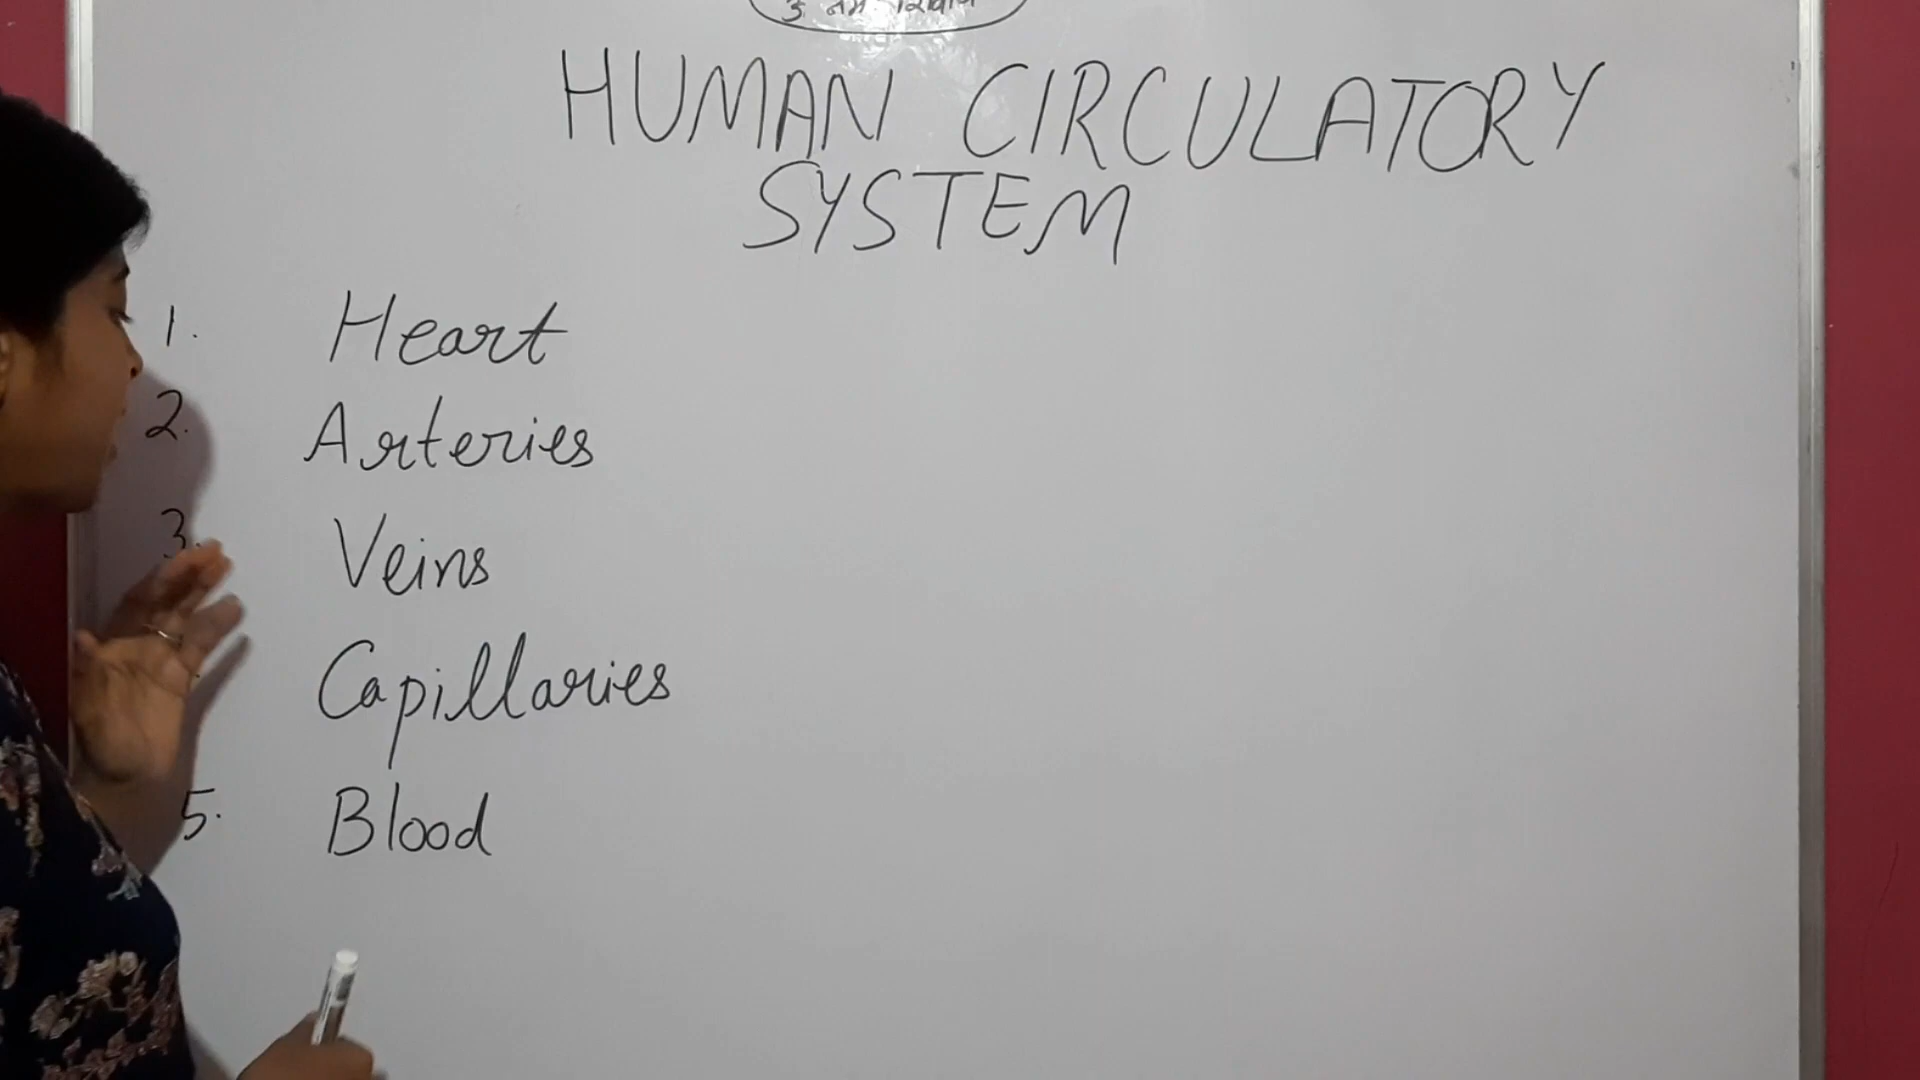 HUMAN CIRCULATORY
SYSTEM
1. Heart
2. Arteries
3. Veins
Capillaries
5. Blood